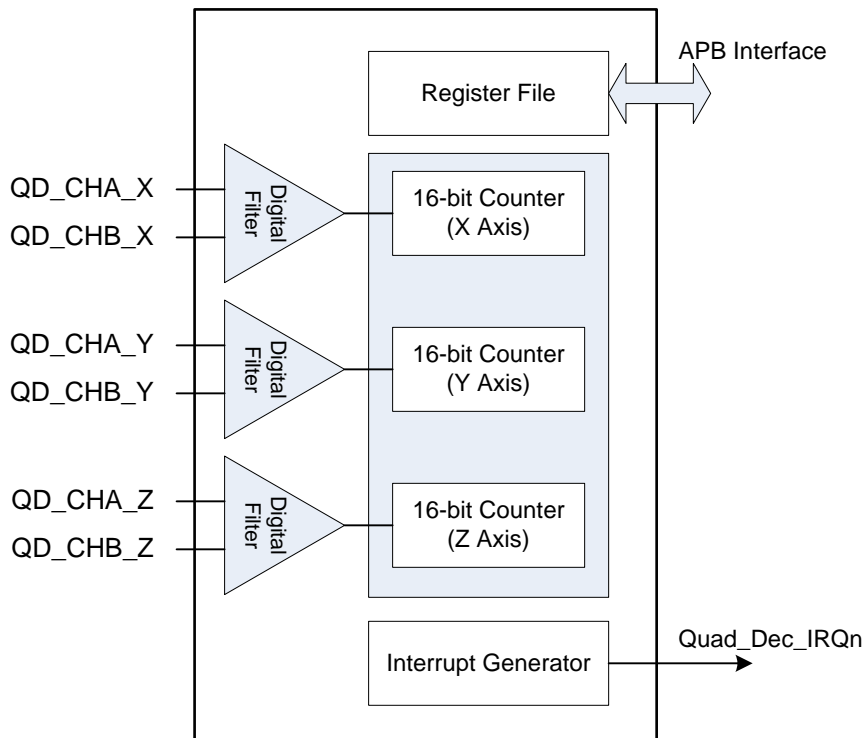 APB Interface
Register File
QD_CHA_X
QD_CHB_X
Digital
Filter
16-bit Counter
(X Axis)
QD_CHA_Y
QD_CHB_Y
Digital
Filter
16-bit Counter
(Y Axis)
QD_CHA_Z
QD_CHB_Z
Digital
Filter
16-bit Counter
(Z Axis)
Interrupt Generator
Quad_Dec_IRQn